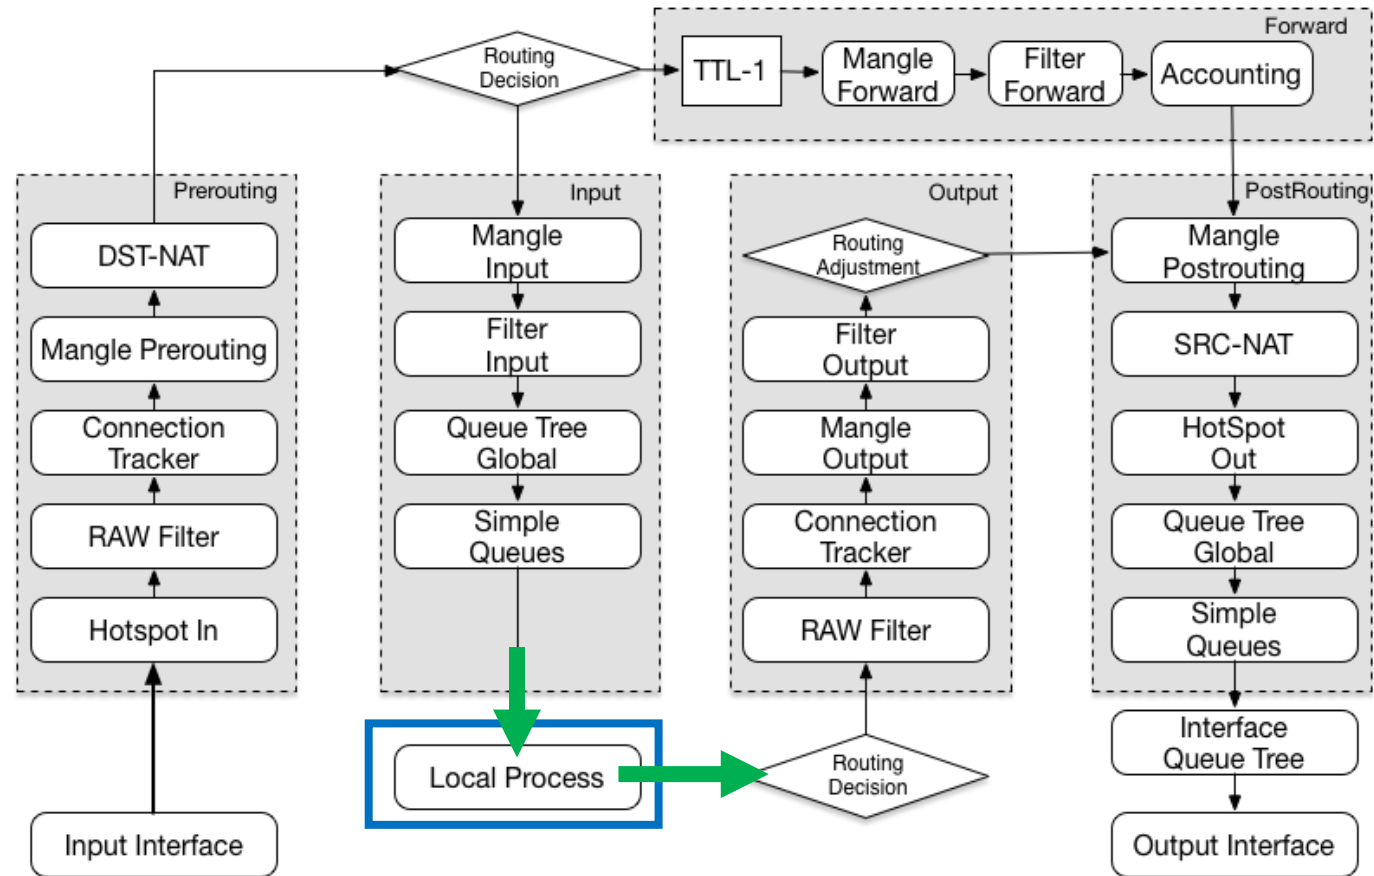 Forward
Routing
Decision
TTL-1
Mangle
Forward
Filter
Forward
Accounting
Prerouting
DST-NAT
Mangle Prerouting
Connection
Tracker
RAW Filter
Hotspot In
Input Interface
Input
Mangle
Input
Filter
Input
Queue Tree
Global
Simple
Queues
Local Process
Output
Routing
Adjustment
Filter
Output
Mangle
Output
Connection
Tracker
RAW Filter
Routing
Decision
PostRouting
Mangle
Postrouting
SRC-NAT
HotSpot
Out
Queue Tree
Global
Simple
Queues
Interface
Queue Tree
Output Interface